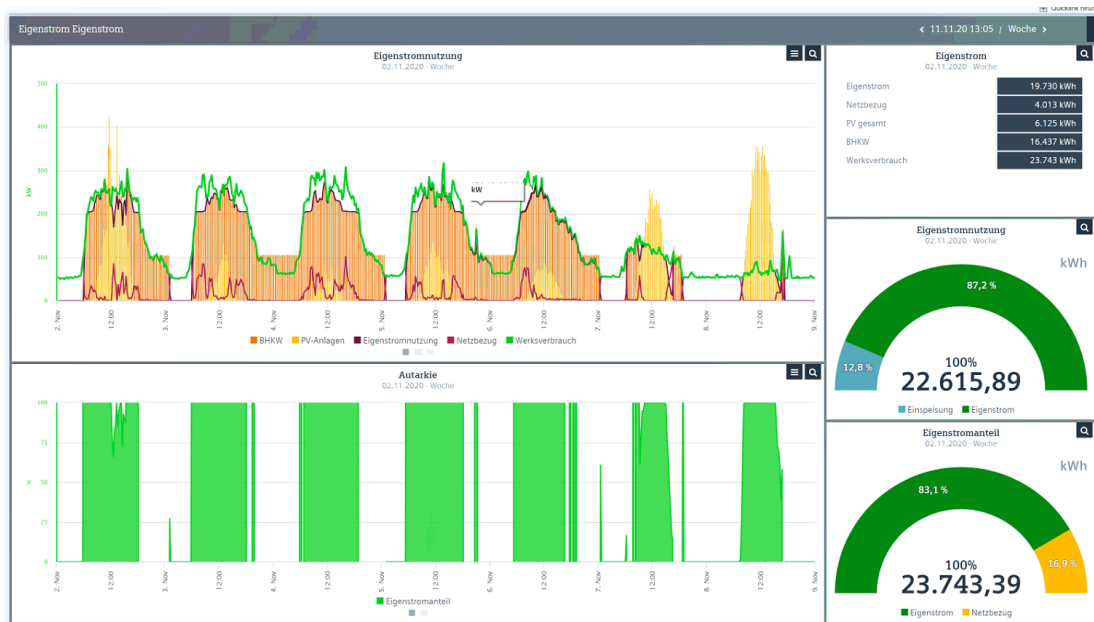 Quicklink hinz
Eigenstrom Eigenstrom
11.11.20 13:05 / Woche
Eigenstromnutzung
02.11.2020 - Woche
500
400
300
200
100
0
kW
kW
2. Nov
12:00
3. Nov
12:00
4. Nov
12:00
5. Nov
12:00
6. Nov
12:00
7. Nov
12:00
8. Nov
12:00
9. Nov
BHKW PV-Anlagen Eigenstromnutzung Netzbezug Werksverbrauch
Autarkie
02.11.2020 - Woche
100
75
50
25
0
%
2. Nov
12:00
3. Nov
12:00
4. Nov
12:00
5. Nov
12:00
6. Nov
12:00
7. Nov
12:00
8. Nov
12:00
9. Nov
Eigenstromanteil
Eigenstrom
02.11.2020 - Woche
Eigenstrom 19.730 kWh
Netzbezug 4.013 kWh
PV gesamt 6.125 kWh
BHKW 16.437 kWh
Werksverbrauch 23.743 kWh
Eigenstromnutzung
02.11.2020 - Woche
kWh
87,2 %
12,8 %
100%
22.615,89
Einspeisung Eigenstrom
Eigenstromanteil
02.11.2020 - Woche
kWh
83,1 %
16,9 %
100%
23.743,39
Eigenstrom Netzbezug